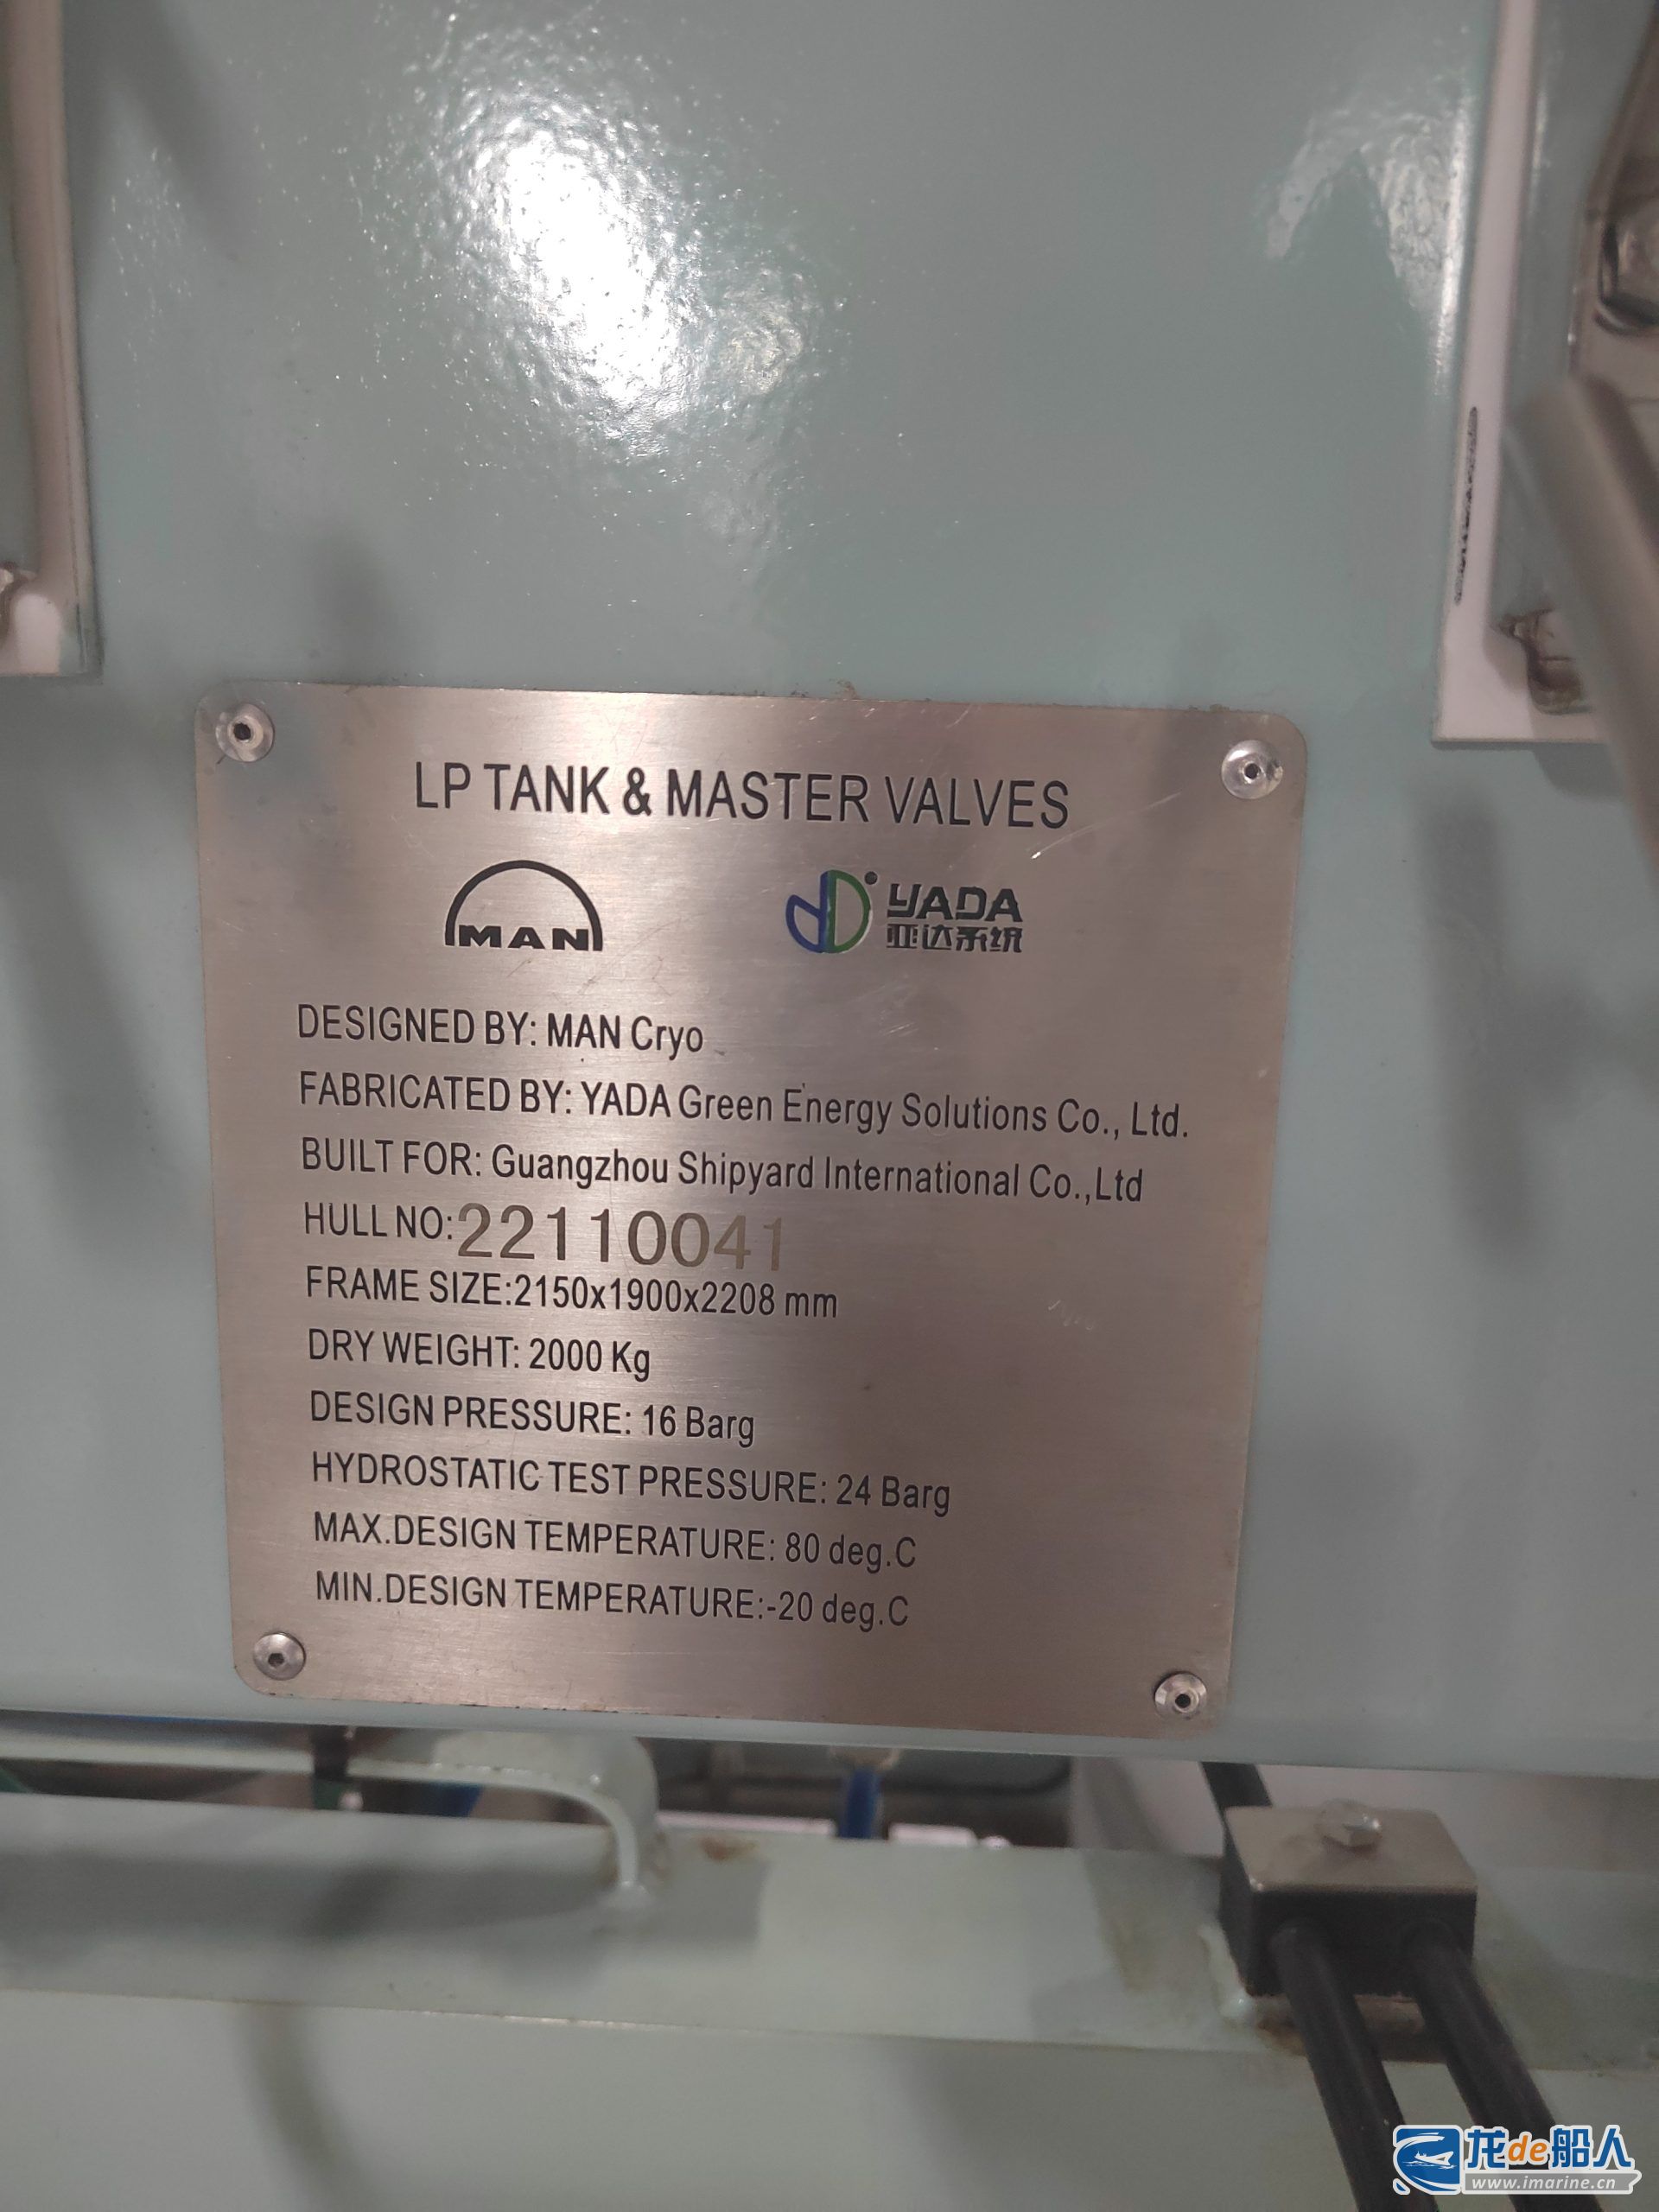 LP TANK & MASTER VALVES
MAN
YADA
亚达系统
DESIGNED BY: MAN Cryo
FABRICATED BY: YADA Green Energy Solutions Co., Ltd.
BUILT FOR: Guangzhou Shipyard International Co.,Ltd
HULL NO:22110041
FRAME SIZE:2150x1900x2208 mm
DRY WEIGHT: 2000 Kg
DESIGN PRESSURE: 16 Barg
HYDROSTATIC TEST PRESSURE: 24 Barg
MAX.DESIGN TEMPERATURE: 80 deg.C
MIN.DESIGN TEMPERATURE:-20 deg.C
龙de船人
www.imarine.cn